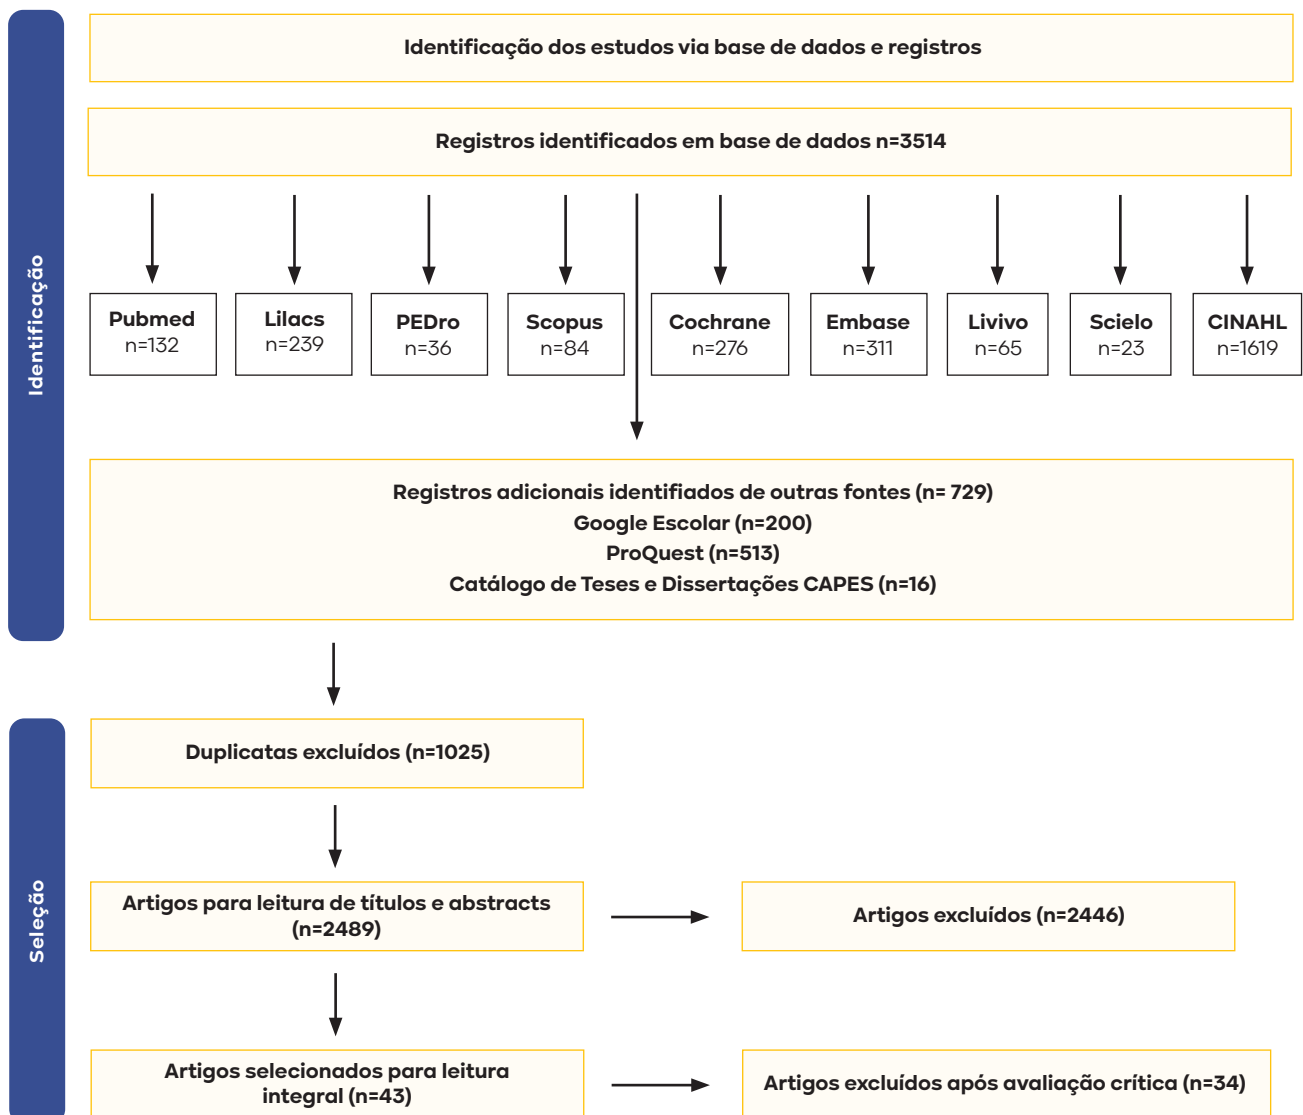 Identificação
Identificação dos estudos via base de dados e registros
Registros identificados em base de dados n=3514
Pubmed
n=132
Lilacs
n=239
PEDro
n=36
Scopus
n=84
Cochrane
n=276
Embase
n=311
Livivo
n=65
Scielo
n=23
CINAHL
n=1619
Registros adicionais identifiados de outras fontes (n= 729)
Google Escolar (n=200)
ProQuest (n=513)
Catálogo de Teses e Dissertações CAPES (n=16)
Seleção
Duplicatas excluídos (n=1025)
Artigos para leitura de títulos e abstracts
(n=2489)
Artigos excluídos (n=2446)
Artigos selecionados para leitura
integral (n=43)
Artigos excluídos após avaliação crítica (n=34)